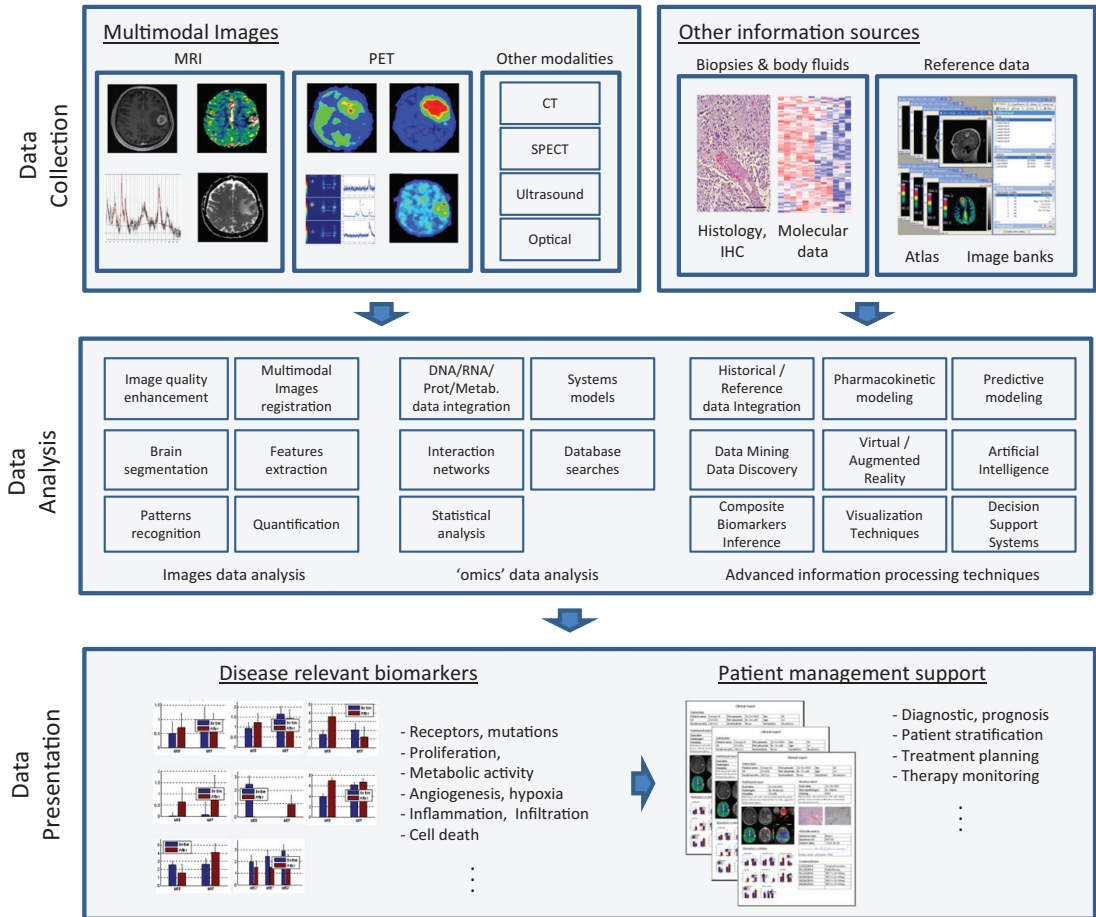 Multimodal Images
MRI
PET
Other modalities
CT
SPECT
Ultrasound
Optical
Other information sources
Biopsies & body fluids
Reference data
Histology,
IHC
Molecular
data
Atlas
Image banks
Data
Collection
Image quality
enhancement
Multimodal
Images
registration
Brain
segmentation
Features
extraction
Patterns
recognition
Quantification
Images data analysis
DNA/RNA/
Prot/Metab.
data integration
Systems
models
Interaction
networks
Database
searches
Statistical
analysis
'omics' data analysis
Historical /
Reference
data Integration
Pharmacokinetic
modeling
Predictive
modeling
Data Mining
Data Discovery
Virtual /
Augmented
Reality
Artificial
Intelligence
Composite
Biomarkers
Inference
Visualization
Techniques
Decision
Support
Systems
Advanced information processing techniques
Data
Analysis
Disease relevant biomarkers
- Receptors, mutations
- Proliferation,
- Metabolic activity
- Angiogenesis, hypoxia
- Inflammation, Infiltration
- Cell death
Patient management support
Clinical report
- Diagnostic, prognosis
- Patient stratification
- Treatment planning
- Therapy monitoring
Data
Presentation